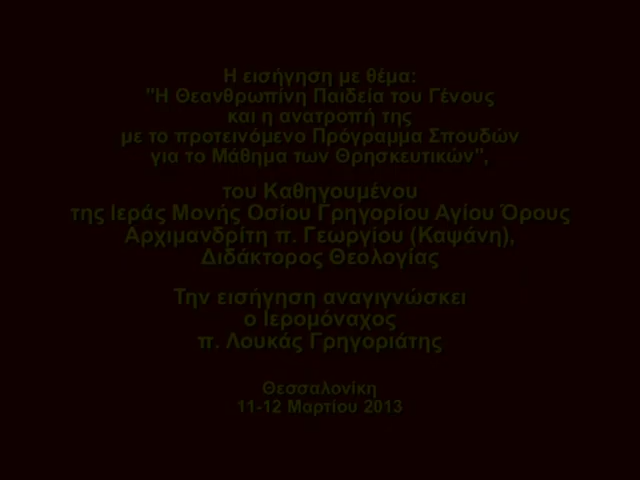 Η εισήγηση με θέμα:
"Η Θεανθρωπίνη Παιδεία του Γένους
και η ανατροπή της
με το προτεινόμενο Πρόγραμμα Σπουδών
για το Μάθημα των Θρησκευτικών",
του Καθηγουμένου
της Ιεράς Μονής Οσίου Γρηγορίου Αγίου Όρους
Αρχιμανδρίτη π. Γεωργίου (Καψάνη),
Διδάκτορος Θεολογίας
Την εισήγηση αναγιγνώσκει
ο Ιερομόναχος
π. Λουκάς Γρηγοριάτης
Θεσσαλονίκη
11-12 Μαρτίου 2013